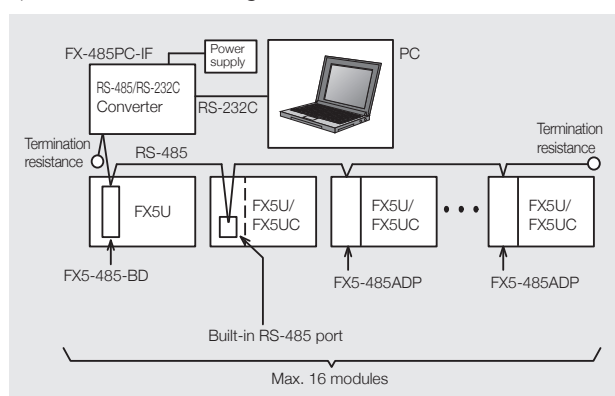 FX-485PC-IF
Power
supply
PC
RS-485/RS-232C
Converter
RS-232C
Termination
resistance
RS-485
Termination
resistance
FX5U
FX5U/
FX5UC
FX5U/
FX5UC
• • •
FX5U/
FX5UC
FX5-485-BD
FX5-485ADP
FX5-485ADP
Built-in RS-485 port
Max. 16 modules